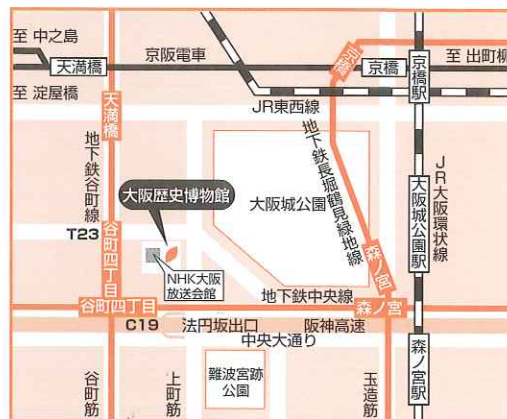 至 中之島
京阪電車
至 出町柳
天満橋
京橋
京橋
京橋駅
至 淀屋橋
天満橋
JR東西線
地下鉄谷町線
地下鉄長堀鶴見緑地線
JR大阪環状線
大阪歴史博物館
大阪城公園
大阪城公園駅
T23
谷町四丁目
NHK大阪
放送会館
森ノ宮
谷町四丁目
地下鉄中央線
森ノ宮
C19
法円坂出口
阪神高速
中央大通り
森ノ宮駅
谷町筋
上町筋
難波宮跡
公園
玉造筋